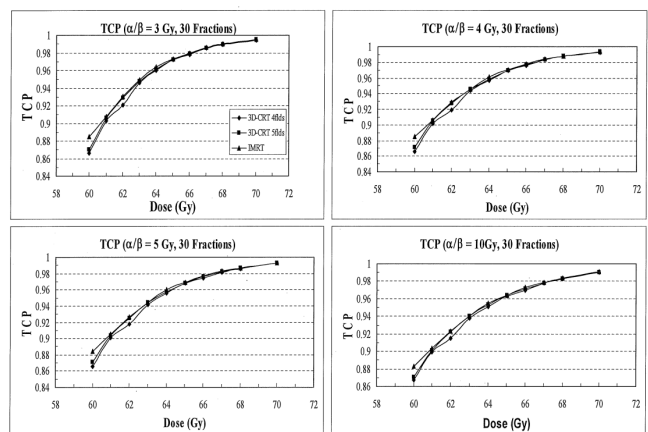 TCP (α/β = 3 Gy, 30 Fractions)
1
0.98
0.96
0.94
0.92
0.9
0.88
0.86
0.84
TCP
58 60 62 64 66 68 70 72
Dose (Gy)
3D-CRT 4flds
3D-CRT 5flds
IMRT
TCP (α/β = 4 Gy, 30 Fractions)
1
0.98
0.96
0.94
0.92
0.9
0.88
0.86
0.84
TCP
58 60 62 64 66 68 70 72
Dose (Gy)
TCP (α/β = 5 Gy, 30 Fractions)
1
0.98
0.96
0.94
0.92
0.9
0.88
0.86
0.84
TCP
58 60 62 64 66 68 70 72
Dose (Gy)
TCP (α/β = 10Gy, 30 Fractions)
1
0.98
0.96
0.94
0.92
0.9
0.88
0.86
0.84
TCP
58 60 62 64 66 68 70 72
Dose (Gy)